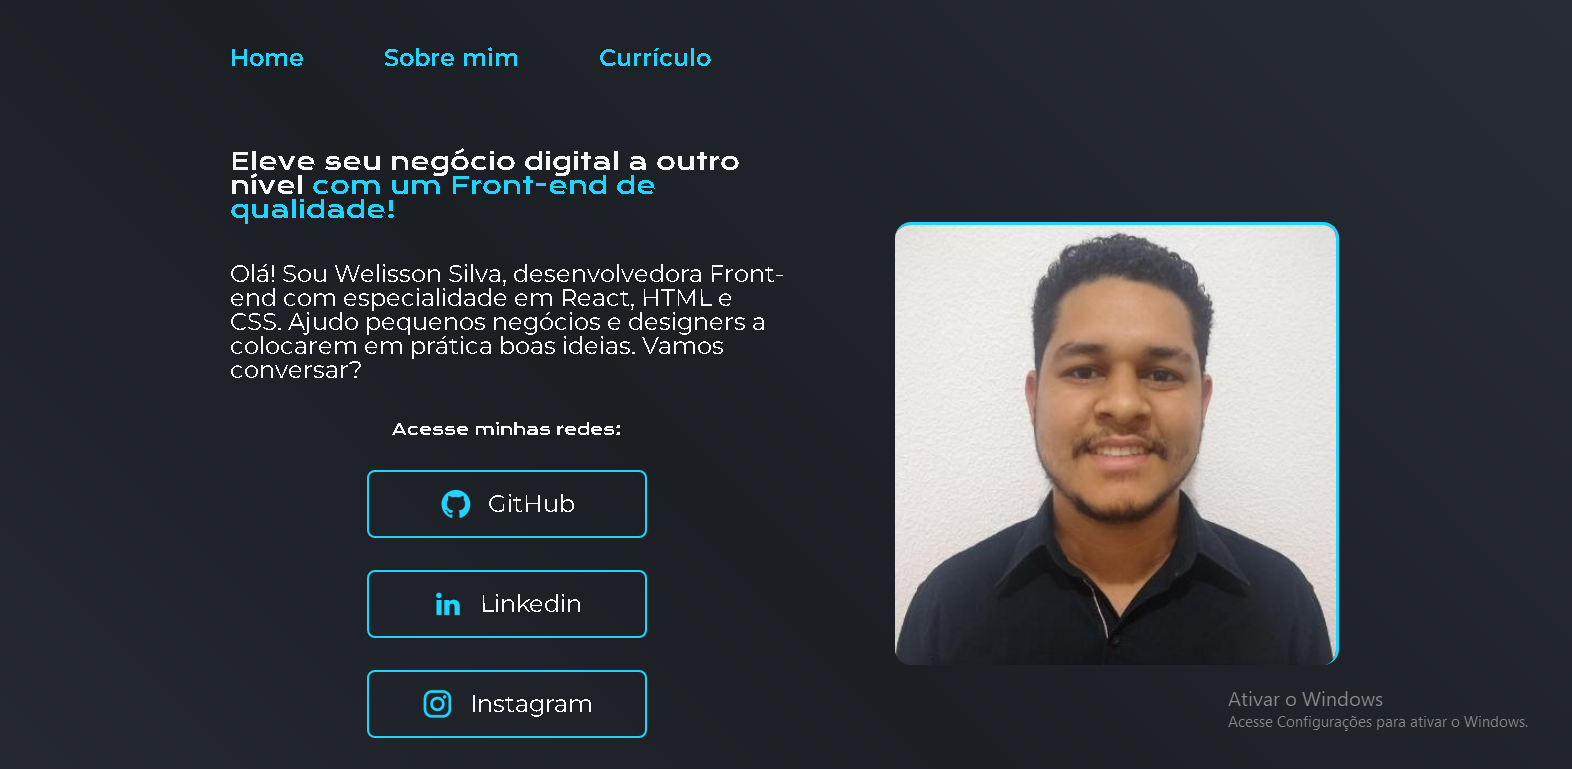 Home Sobre mim Currículo
Eleve seu negócio digital a outro
nível com um Front-end de
qualidade!
Olá! Sou Welisson Silva, desenvolvedora Front-
end com especialidade em React, HTML e
CSS. Ajudo pequenos negócios e designers a
colocarem em prática boas ideias. Vamos
conversar?
Acesse minhas redes:
GitHub
Linkedin
Instagram
Ativar o Windows
Acesse Configurações para ativar o Windows.